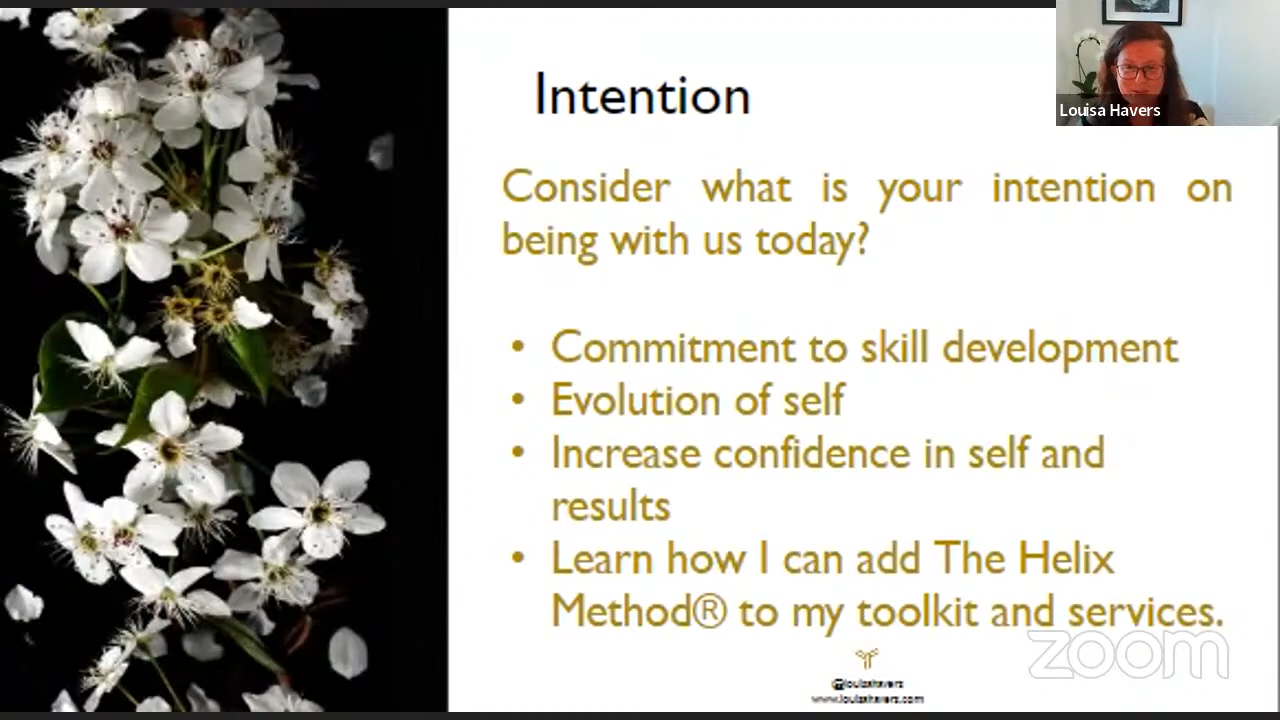 Intention
Louisa Havers
Consider what is your intention on
being with us today?
• Commitment to skill development
• Evolution of self
• Increase confidence in self and
results
• Learn how I can add The Helix
Method® to my toolkit and services.
zoom
@louisahavers
www.louisahavers.com